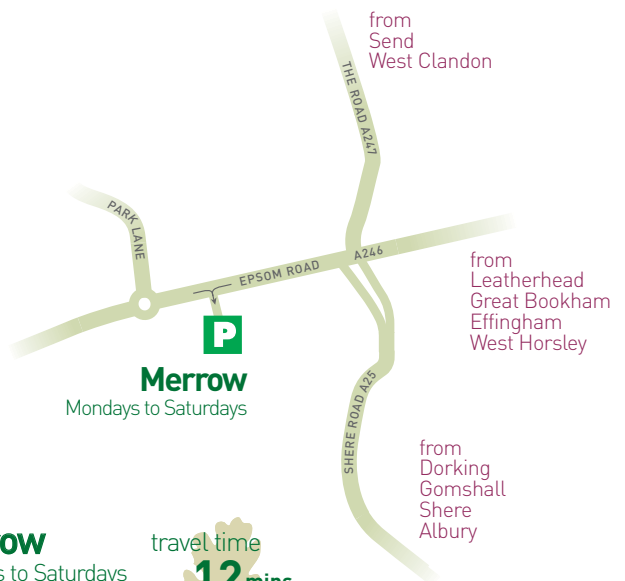 from
Send
West Clandon
THE ROAD A247
PARK LANE
EPSOM ROAD
A246
from
Leatherhead
Great Bookham
Effingham
West Horsley
P
Merrow
Mondays to Saturdays
SHERE ROAD A25
from
Dorking
Gomshall
Shere
Albury
travel time
to Saturdays
12 mins